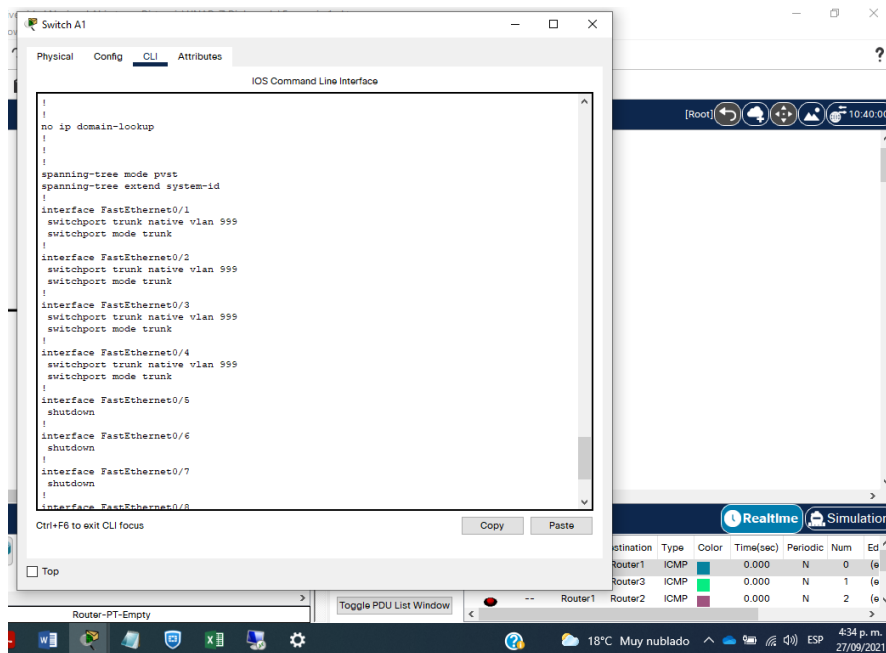 Switch A1
Physical Config CLI Attributes
IOS Command Line Interface
!
!
no ip domain-lookup
!
!
!
spanning-tree mode pvst
spanning-tree extend system-id
!
interface FastEthernet0/1
switchport trunk native vlan 999
switchport mode trunk
!
interface FastEthernet0/2
switchport trunk native vlan 999
switchport mode trunk
!
interface FastEthernet0/3
switchport trunk native vlan 999
switchport mode trunk
!
interface FastEthernet0/4
switchport trunk native vlan 999
switchport mode trunk
!
interface FastEthernet0/5
shutdown
!
interface FastEthernet0/6
shutdown
!
interface FastEthernet0/7
shutdown
!
interface FastEthernet0/8
Ctrl+F6 to exit CLI focus
Copy Paste
Top
?
[Root] 10:40:00
Realtime Simulation
stination Type Color Time(sec) Periodic Num Ed
Router1 ICMP 0.000 N 0 (e
Router3 ICMP 0.000 N 1 (e
-- Router1 Router2 ICMP 0.000 N 2 (e
Toggle PDU List Window
Router-PT-Empty
18°C Muy nublado ESP
4:34 p. m.
27/09/2021